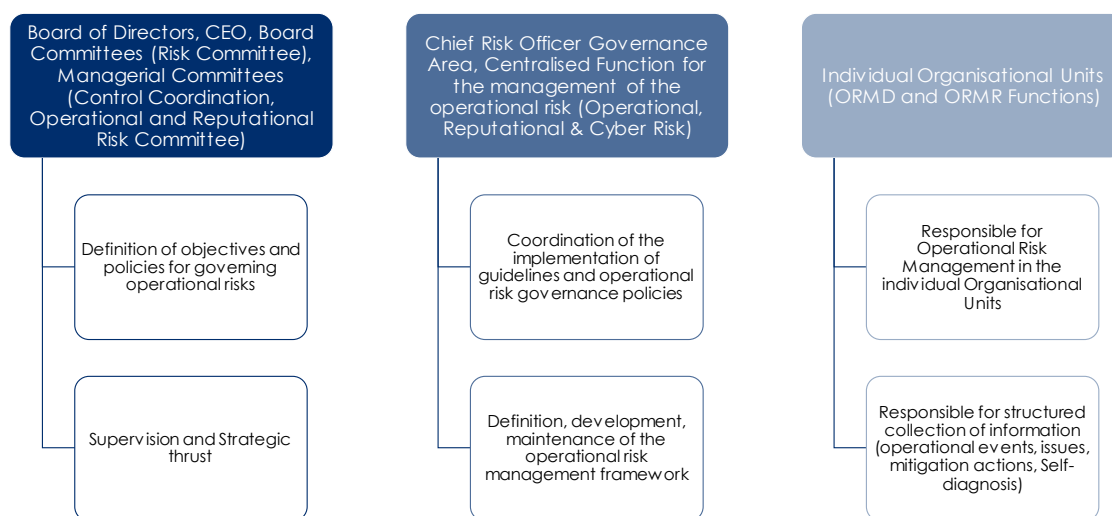 Board of Directors, CEO, Board
Committees (Risk Committee),
Managerial Committees
(Control Coordination,
Operational and Reputational
Risk Committee)
Definition of objectives and
policies for governing
operational risks
Supervision and Strategic
thrust
Chief Risk Officer Governance
Area, Centralised Function for
the management of the
operational risk (Operational,
Reputational & Cyber Risk)
Coordination of the
implementation of
guidelines and operational
risk governance policies
Definition, development,
maintenance of the
operational risk
management framework
Individual Organisational Units
(ORMD and ORMR Functions)
Responsible for
Operational Risk
Management in the
individual Organisational
Units
Responsible for structured
collection of information
(operational events, issues,
mitigation actions, Self-
diagnosis)